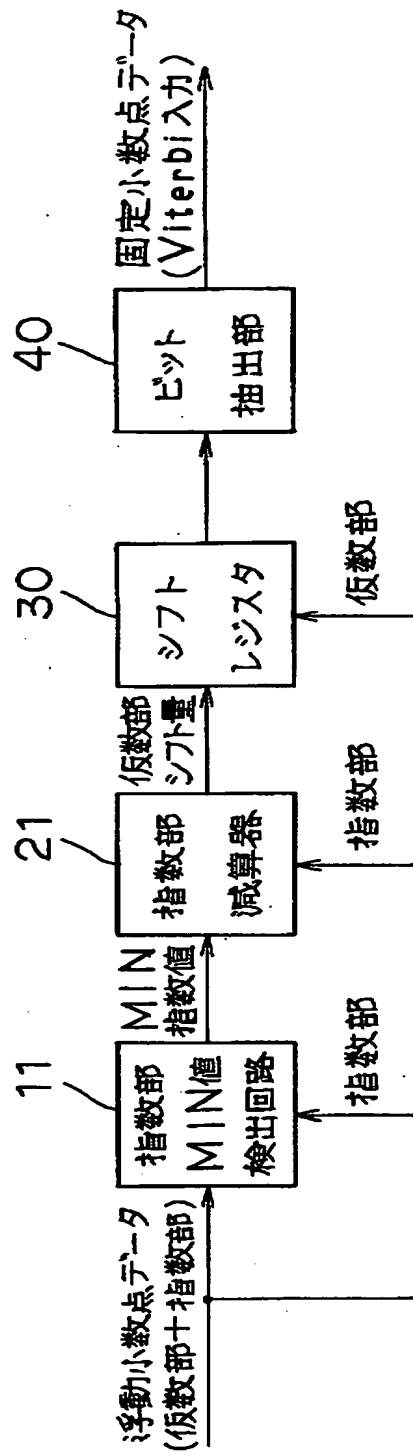 浮動小数点データ
(仮数部+指数部)
11
指数部
MIN値
検出回路
指数部
MIN
指数値
21
指数部
減算器
指数部
仮数部
シフト量
30
シフト
レジスタ
仮数部
40
ビット
抽出部
固定小数点データ
(Viterbi入力)